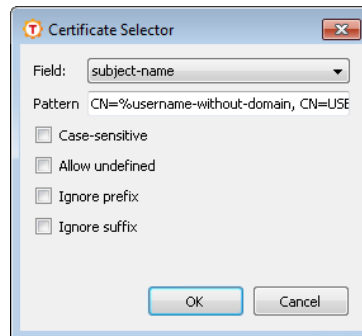 Certificate Selector
Field: subject-name
Pattern CN=%username-without-domain, CN=USE
Case-sensitive
Allow undefined
Ignore prefix
Ignore suffix
OK Cancel